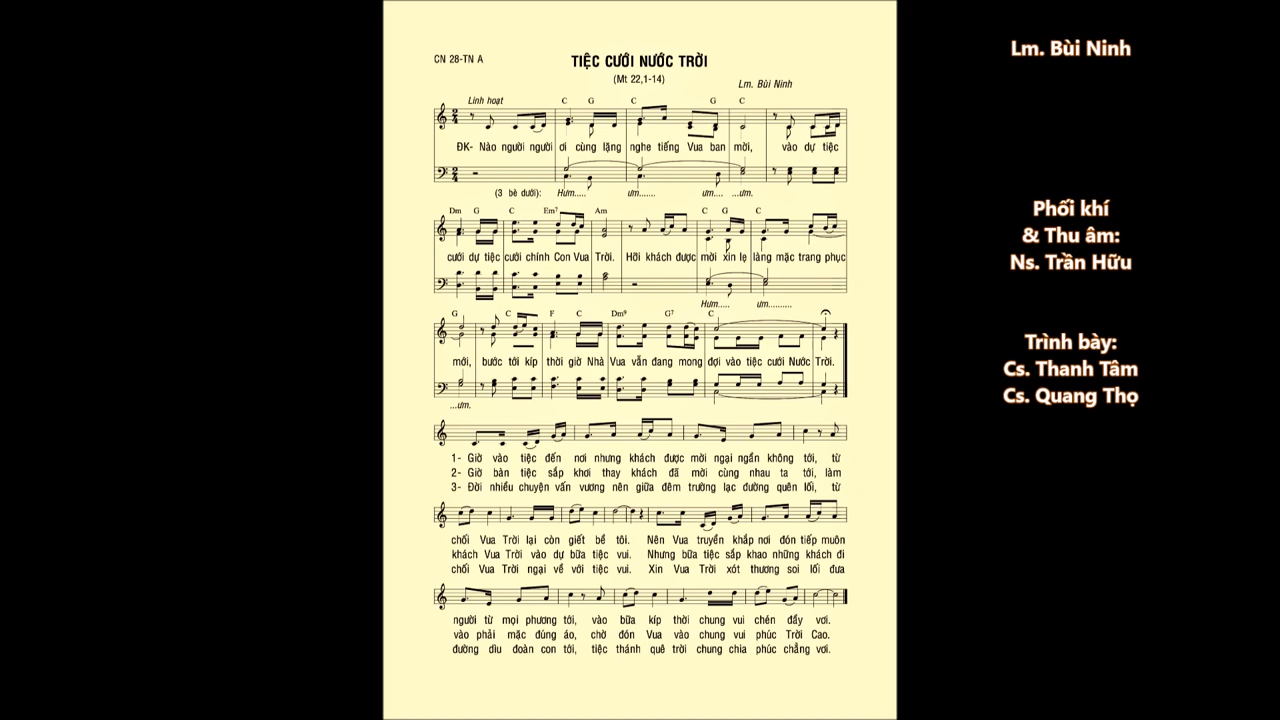 CN 28-TN A
TIỆC CƯỚI NƯỚC TRỜI
(Mt 22,1-14)
Lm. Bùi Ninh
Linh hoạt
C G C G C
ĐK- Nào người người ơi cùng lặng nghe tiếng Vua ban mời, vào dự tiệc
(3 bè dưới): Hưm..... ưm....... ưm.... ...ưm.
Dm G C Em7 Am C G C
cưới dự tiệc cưới chính Con Vua Trời. Hỡi khách được mời xin lẹ làng mặc trang phục
Hưm..... ưm..........
G C F C Dm9 G7 C
mới, bước tới kíp thời giờ Nhà Vua vẫn đang mong đợi vào tiệc cưới Nước Trời.
...ưm.
1- Giờ vào tiệc đến nơi nhưng khách được mời ngại ngần không tới, từ
2- Giờ bàn tiệc sắp khơi thay khách đã mời cùng nhau ta tới, làm
3- Đời nhiều chuyện vấn vương nên giữa đêm trường lạc đường quên lối, từ
chối Vua Trời lại còn giết bề tôi. Nên Vua truyền khắp nơi đón tiếp muôn
khách Vua Trời vào dự bữa tiệc vui. Nhưng bữa tiệc sắp khao những khách đi
chối Vua Trời ngại về với tiệc vui. Xin Vua Trời xót thương soi lối đưa
người từ mọi phương tới, vào bữa kíp thời chung vui chén đầy vơi.
vào phải mặc đúng áo, chờ đón Vua vào chung vui phúc Trời Cao.
đường dìu đoàn con tới, tiệc thánh quê trời chung chia phúc chẳng vơi.
Lm. Bùi Ninh
Phối khí
& Thu âm:
Ns. Trần Hữu
Trình bày:
Cs. Thanh Tâm
Cs. Quang Thọ